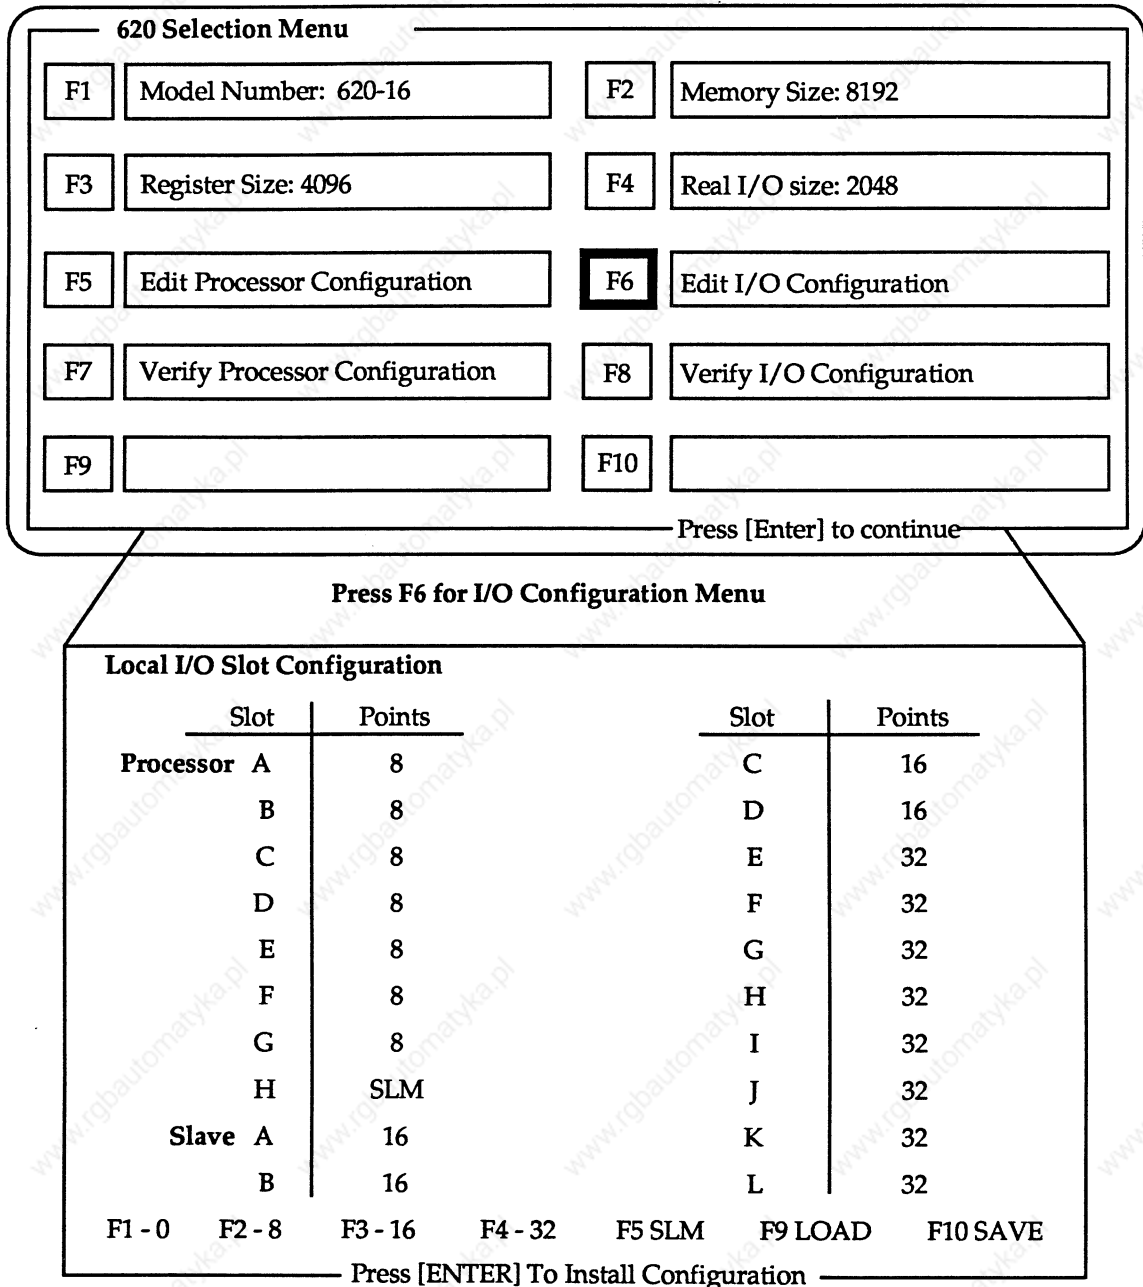 620 Selection Menu
F1 Model Number: 620-16 F2 Memory Size: 8192
F3 Register Size: 4096 F4 Real I/O size: 2048
F5 Edit Processor Configuration F6 Edit I/O Configuration
F7 Verify Processor Configuration F8 Verify I/O Configuration
F9 F10
Press [Enter] to continue
Press F6 for I/O Configuration Menu
Local I/O Slot Configuration
Slot Points Slot Points
Processor A 8 C 16
B 8 D 16
C 8 E 32
D 8 F 32
E 8 G 32
F 8 H 32
G 8 I 32
H SLM J 32
Slave A 16 K 32
B 16 L 32
F1 - 0 F2 - 8 F3 - 16 F4 - 32 F5 SLM F9 LOAD F10 SAVE
Press [ENTER] To Install Configuration
www.rgbautomatyka.pl